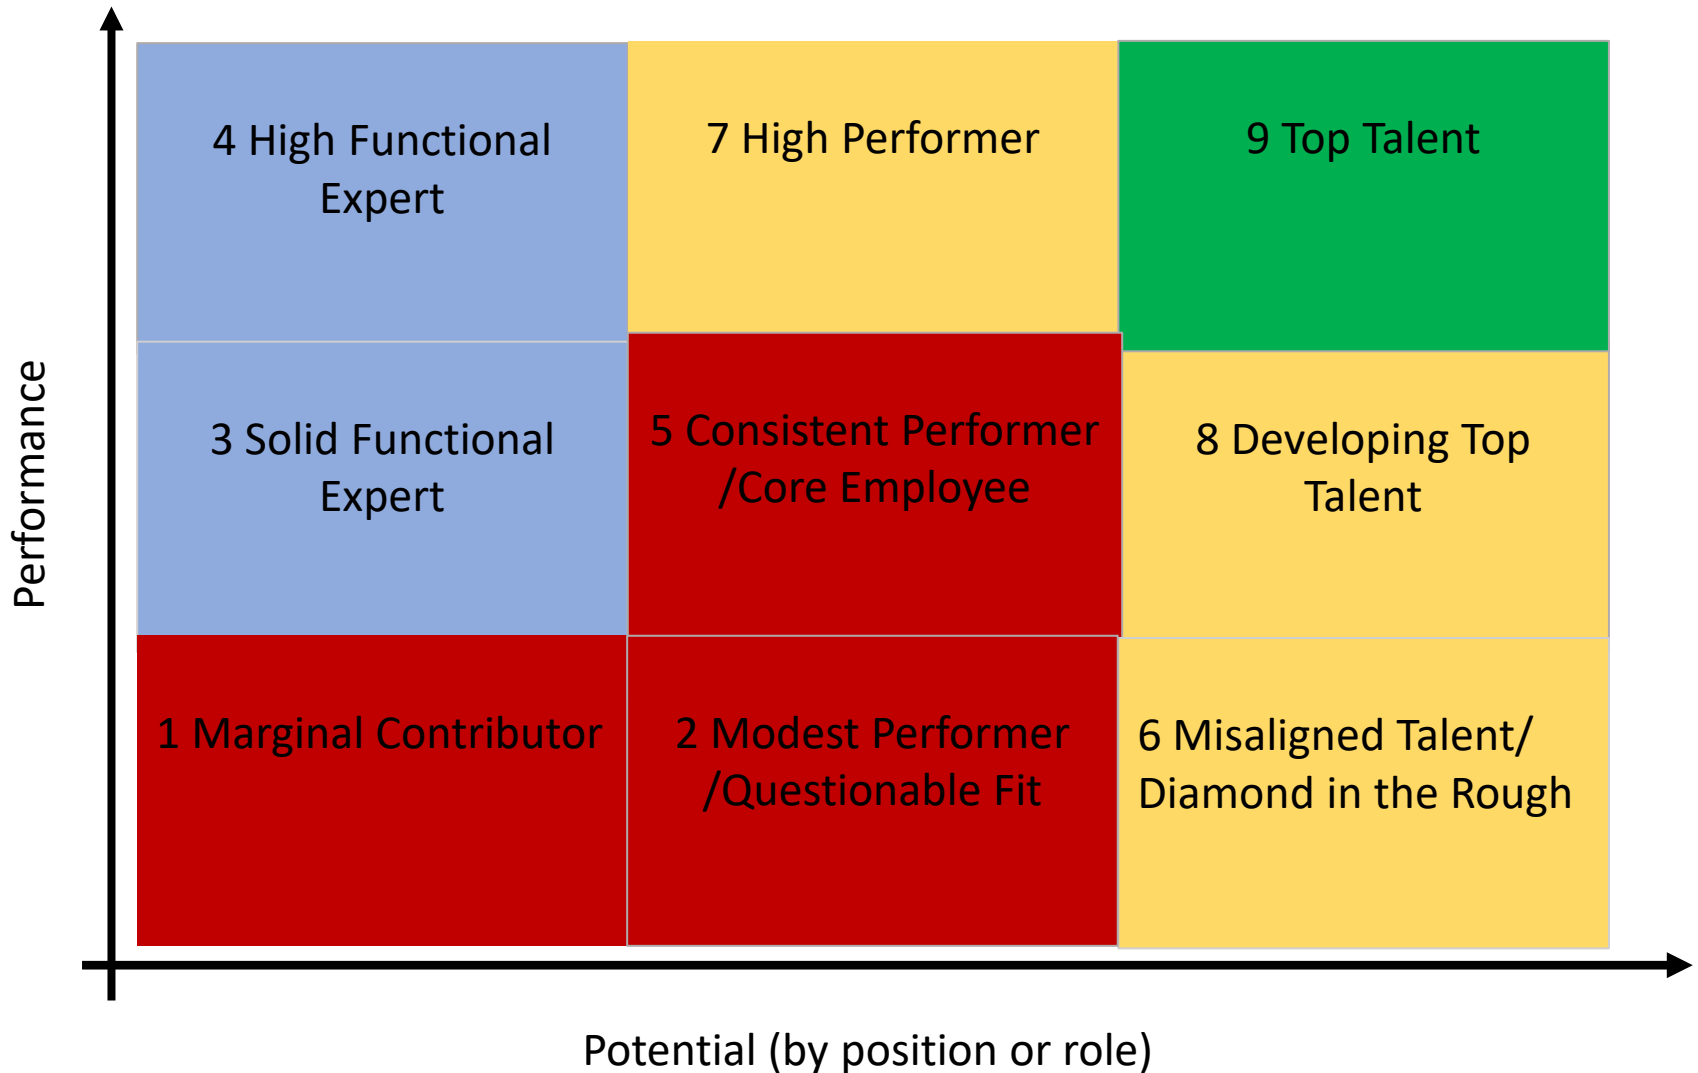 4 High Functional
Expert
7 High Performer
9 Top Talent
3 Solid Functional
Expert
5 Consistent Performer
/Core Employee
8 Developing Top
Talent
1 Marginal Contributor
2 Modest Performer
/Questionable Fit
6 Misaligned Talent/
Diamond in the Rough
Performance
Potential (by position or role)